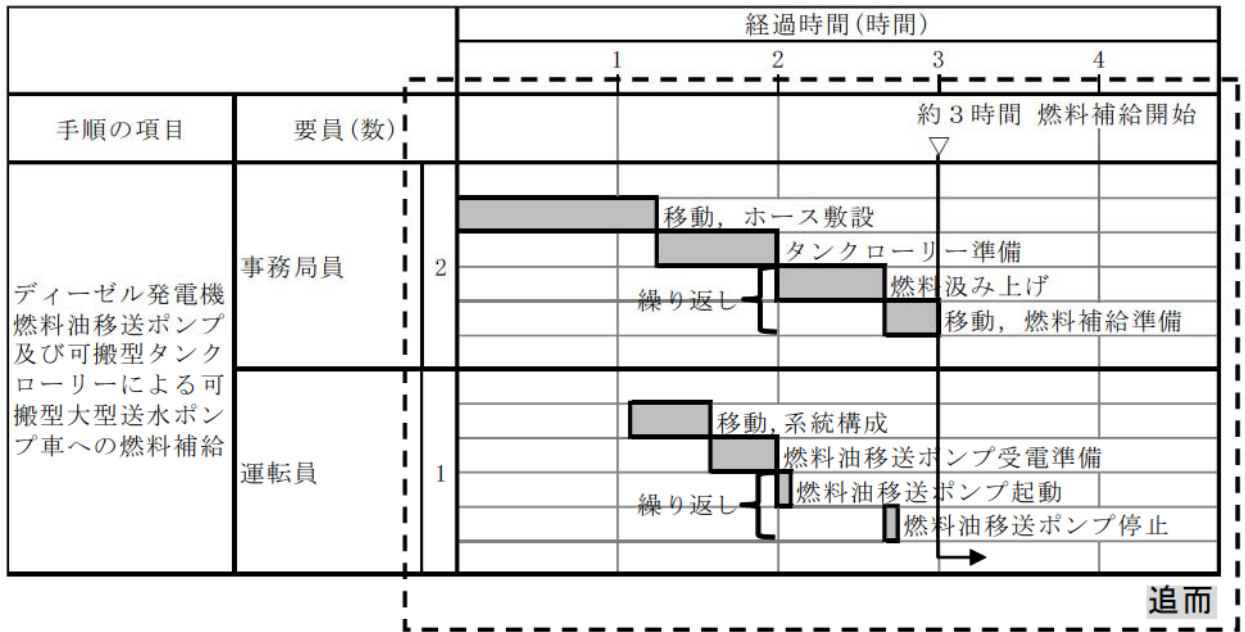 経過時間(時間)
1
2
3
4
手順の項目
要員(数)
約3時間 燃料補給開始
▽
ディーゼル発電機
燃料油移送ポンプ
及び可搬型タンク
ローリーによる可
搬型大型送水ポン
プ車への燃料補給
事務局員
2
移動, ホース敷設
タンクローリー準備
繰り返し
燃料汲み上げ
移動, 燃料補給準備
運転員
1
移動,系統構成
燃料油移送ポンプ受電準備
繰り返し
燃料油移送ポンプ起動
燃料油移送ポンプ停止
追而